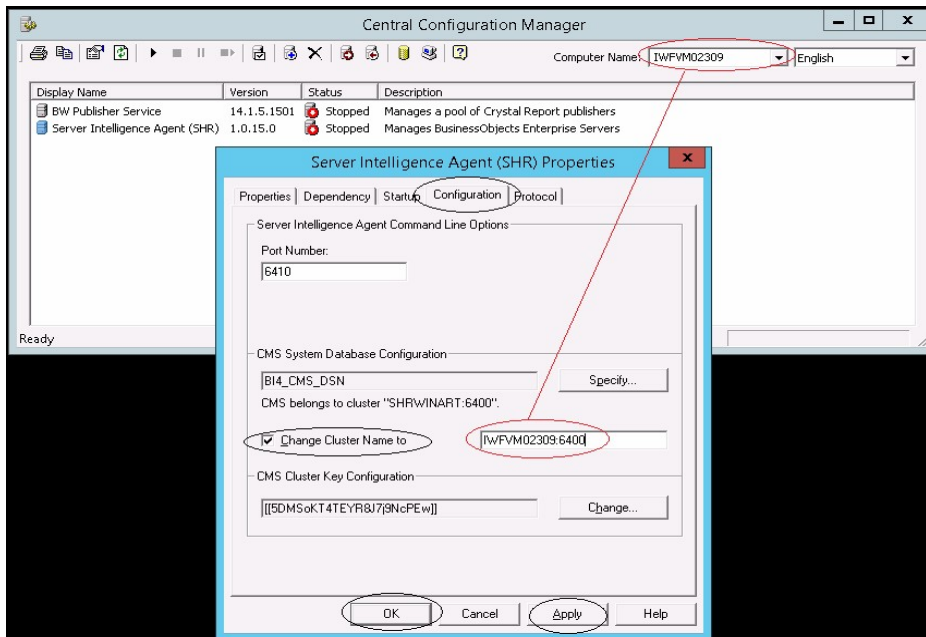 Central Configuration Manager
Computer Name: IWFVM02309 English
Display Name Version Status Description
BW Publisher Service 14.1.5.1501 Stopped Manages a pool of Crystal Report publishers
Server Intelligence Agent (SHR) 1.0.15.0 Stopped Manages BusinessObjects Enterprise Servers
Server Intelligence Agent (SHR) Properties
x
Properties Dependency Startup Configuration Protocol
Server Intelligence Agent Command Line Options
Port Number:
6410
Ready
CMS System Database Configuration
BI4_CMS_DSN Specify...
CMS belongs to cluster "SHRWINART:6400".
Change Cluster Name to IWFVM02309:6400
CMS Cluster Key Configuration
[[5DMSoKT4TEYR8J7j9NcPEw]] Change...
OK Cancel Apply Help